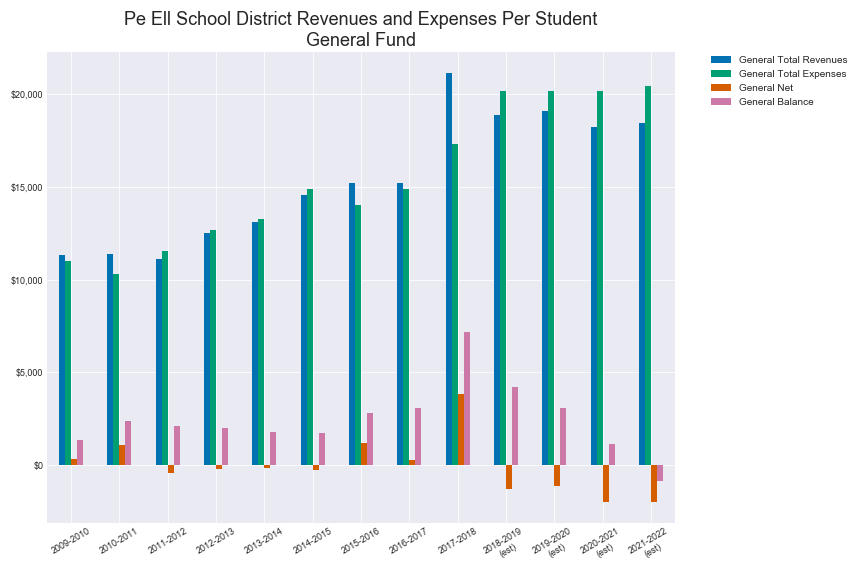 Pe Ell School District Revenues and Expenses Per Student
General Fund
General Total Revenues
General Total Expenses
General Net
General Balance
$20,000
$15,000
$10,000
$5,000
$0
2009-2010
2010-2011
2011-2012
2012-2013
2013-2014
2014-2015
2015-2016
2016-2017
2017-2018
2018-2019
(est)
2019-2020
(est)
2020-2021
(est)
2021-2022
(est)